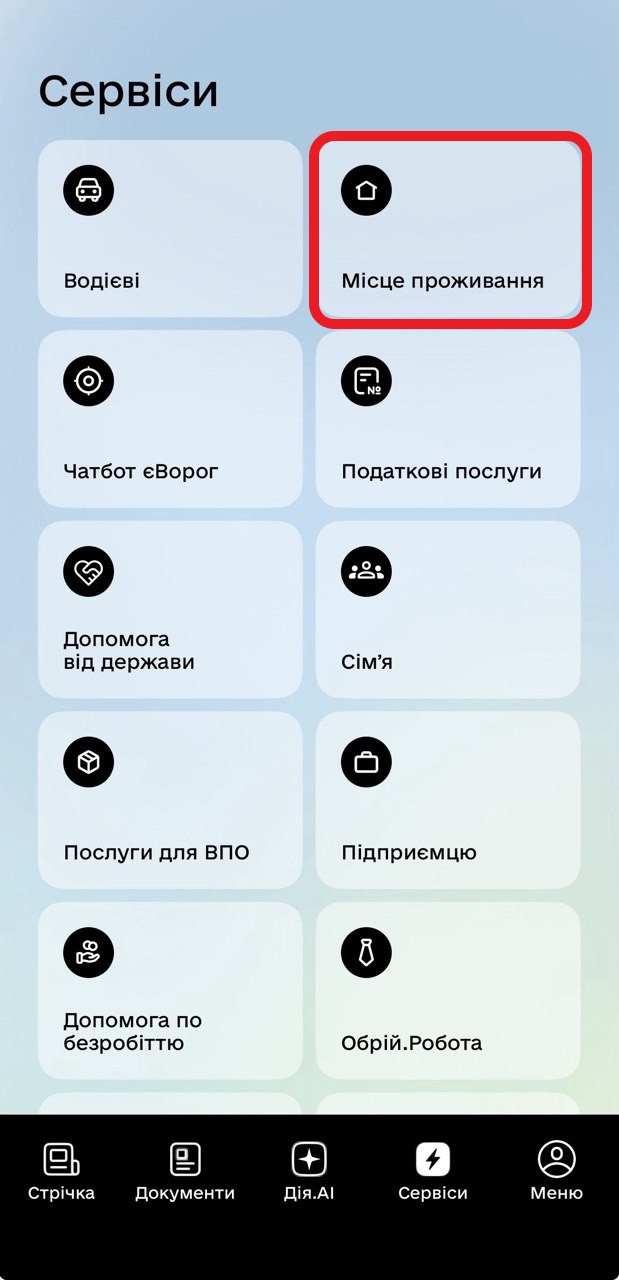 Сервіси
Водієві
Місце проживання
Чатбот єВорог
№
Податкові послуги
Допомога
від держави
Сім’я
Послуги для ВПО
Підприємцю
Допомога по
безробіттю
Обрій.Робота
Стрічка
Документи
Дія.AI
Сервіси
Меню